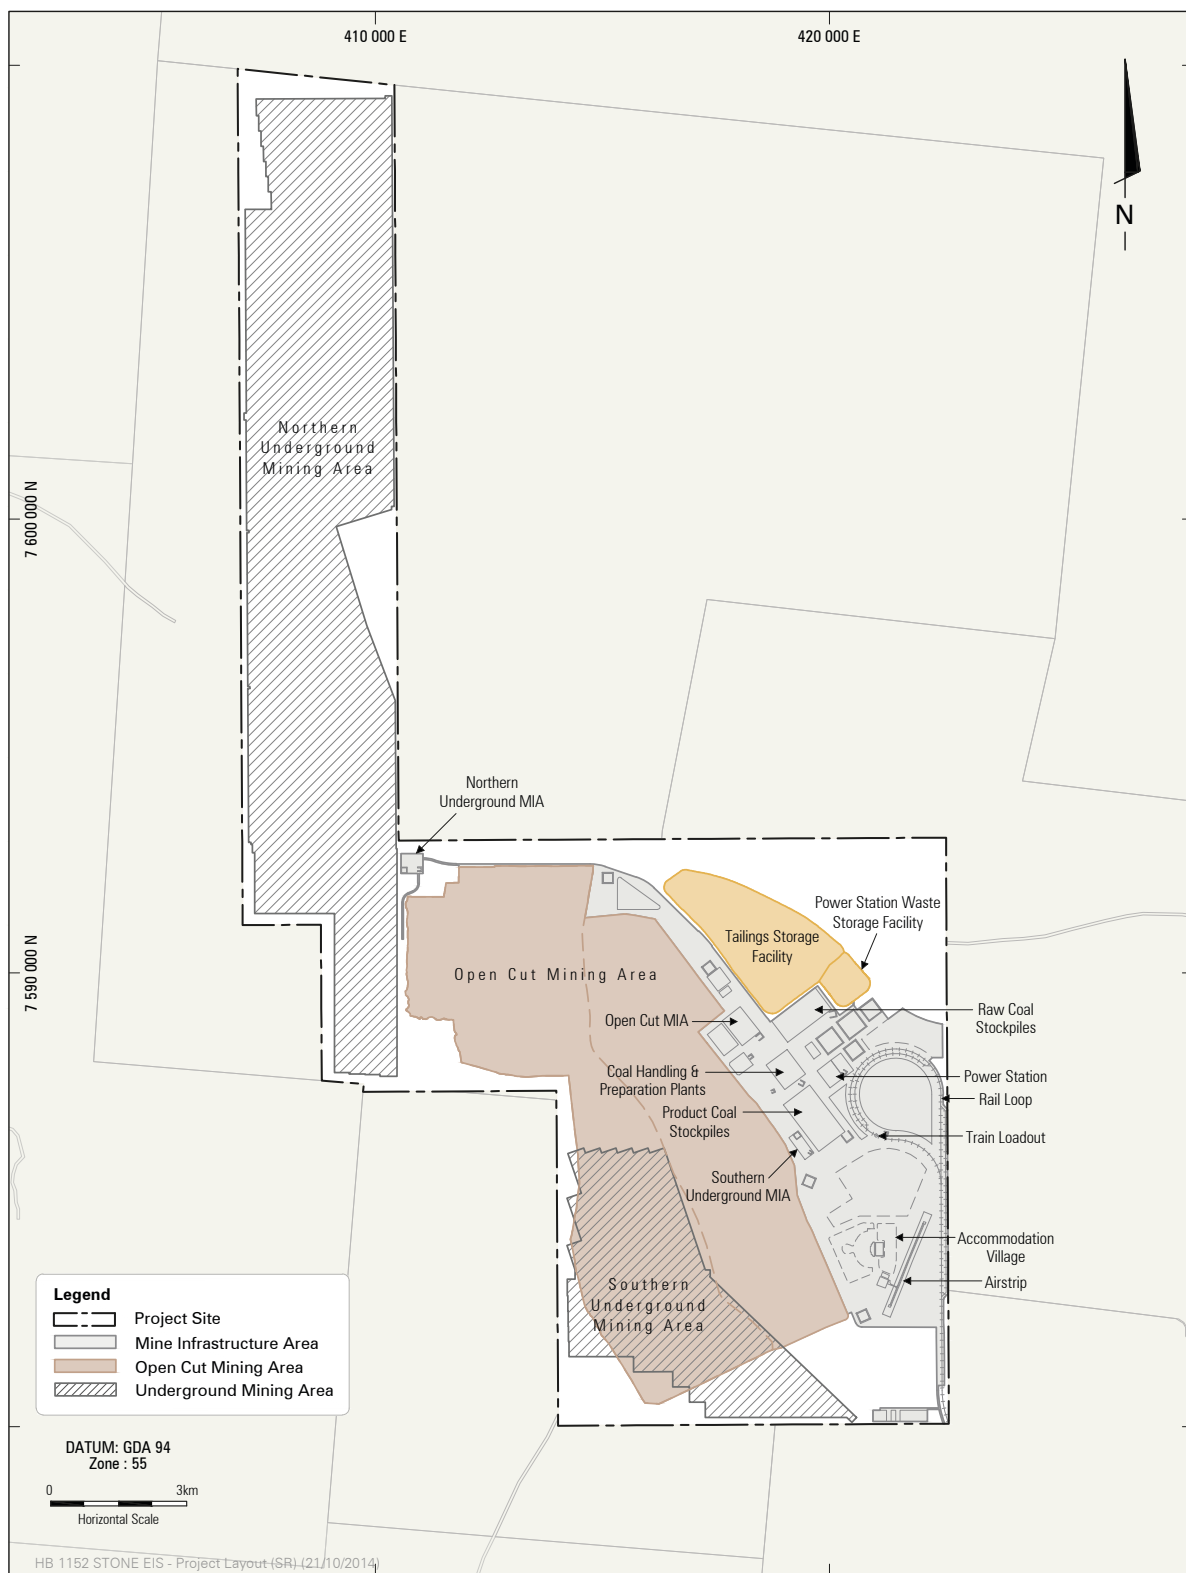 410 000 E
420 000 E
N
7 600 000 N
7 590 000 N
Northern
Underground
Mining Area
Northern
Underground MIA
Power Station Waste
Storage Facility
Tailings Storage
Facility
Open Cut Mining Area
Open Cut MIA
Raw Coal
Stockpiles
Coal Handling &
Preparation Plants
Power Station
Rail Loop
Product Coal
Stockpiles
Train Loadout
Southern
Underground MIA
Accommodation
Village
Airstrip
Southern
Underground
Mining Area
Legend
Project Site
Mine Infrastructure Area
Open Cut Mining Area
Underground Mining Area
DATUM: GDA 94
Zone : 55
0 3km
Horizontal Scale
HB 1152 STONE EIS - Project Layout (SR) (21/10/2014)